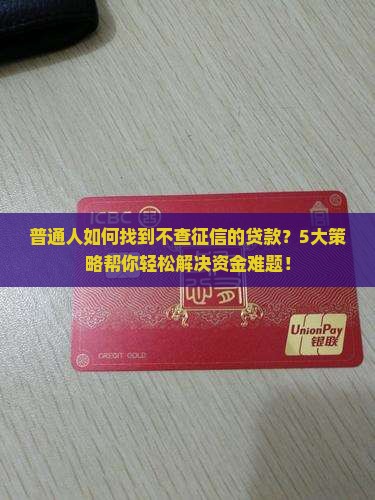 ICBC
普通人如何找到不查征信的贷款？5大策
略帮你轻松解决资金难题！
UnionPay
银联
CREDIT GOLD